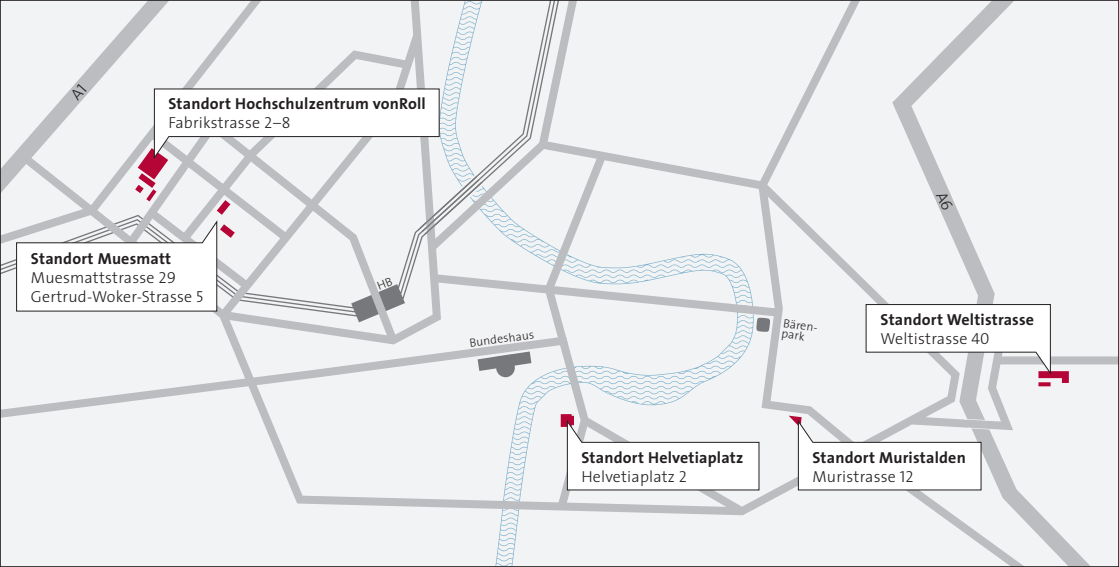 A1
Standort Hochschulzentrum vonRoll
Fabrikstrasse 2–8
A6
Standort Muesmatt
Muesmattstrasse 29
Gertrud-Woker-Strasse 5
HB
Bundeshaus
Bären-
park
Standort Weltistrasse
Weltistrasse 40
Standort Helvetiaplatz
Helvetiaplatz 2
Standort Muristalden
Muristrasse 12